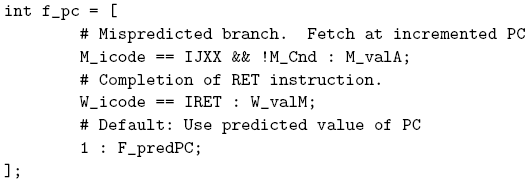 int f_pc = [
# Mispredicted branch. Fetch at incremented PC
M_icode == IJXX && !M_Cnd : M_valA;
# Completion of RET instruction.
W_icode == IRET : W_valM;
# Default: Use predicted value of PC
1 : F_predPC;
];